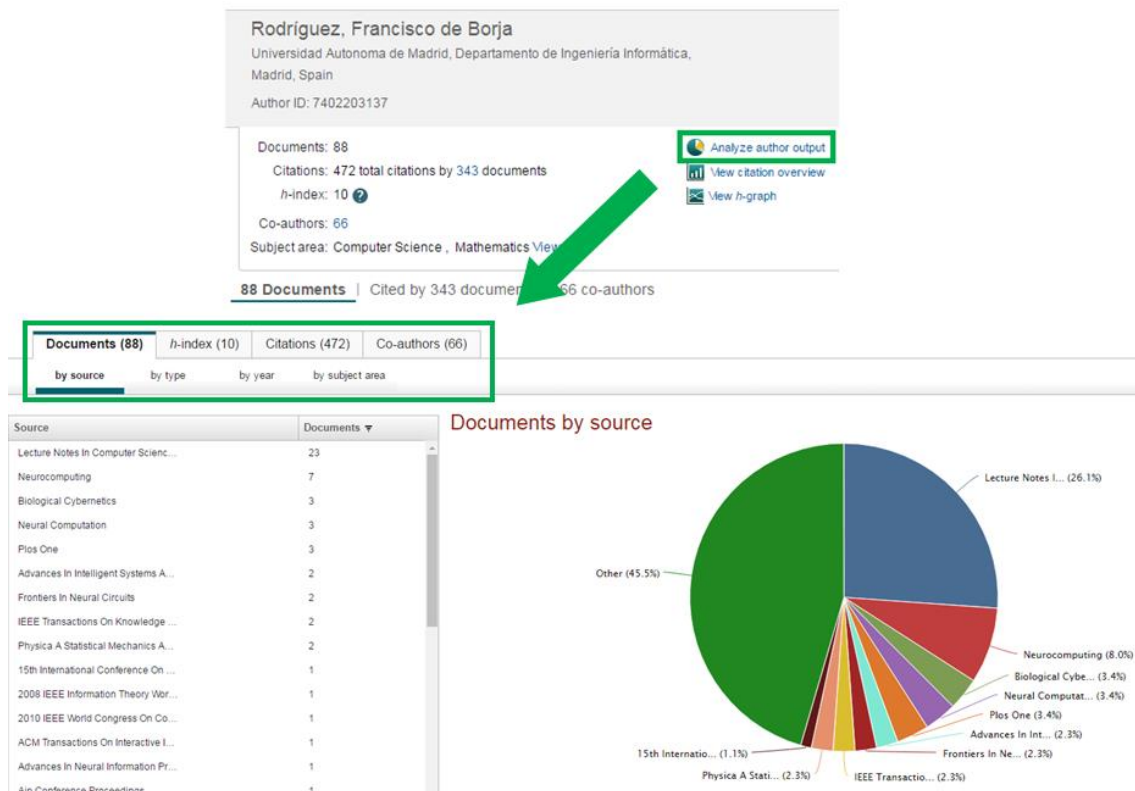 Rodríguez, Francisco de Borja
Universidad Autonoma de Madrid, Departamento de Ingeniería Informática,
Madrid, Spain
Author ID: 7402203137
Documents: 88
Citations: 472 total citations by 343 documents
h-index: 10
Co-authors: 66
Subject area: Computer Science , Mathematics View
Analyze author output
View citation overview
View h-graph
88 Documents | Cited by 343 documen 66 co-authors
Documents (88) h-index (10) Citations (472) Co-authors (66)
by source by type by year by subject area
Source Documents
Lecture Notes In Computer Scienc... 23
Neurocomputing 7
Biological Cybernetics 3
Neural Computation 3
Plos One 3
Advances In Intelligent Systems A... 2
Frontiers In Neural Circuits 2
IEEE Transactions On Knowledge ... 2
Physica A Statistical Mechanics A... 2
15th International Conference On ... 1
2008 IEEE Information Theory Wor... 1
2010 IEEE World Congress On Co... 1
ACM Transactions On Interactive I... 1
Advances In Neural Information Pr... 1
Aip Conference Proceedings 1
Documents by source
Lecture Notes I... (26.1%)
Other (45.5%)
Neurocomputing (8.0%)
Biological Cybe... (3.4%)
Neural Computat... (3.4%)
Plos One (3.4%)
Advances In Int... (2.3%)
Frontiers In Ne... (2.3%)
IEEE Transactio... (2.3%)
Physica A Stati... (2.3%)
15th Internatio... (1.1%)